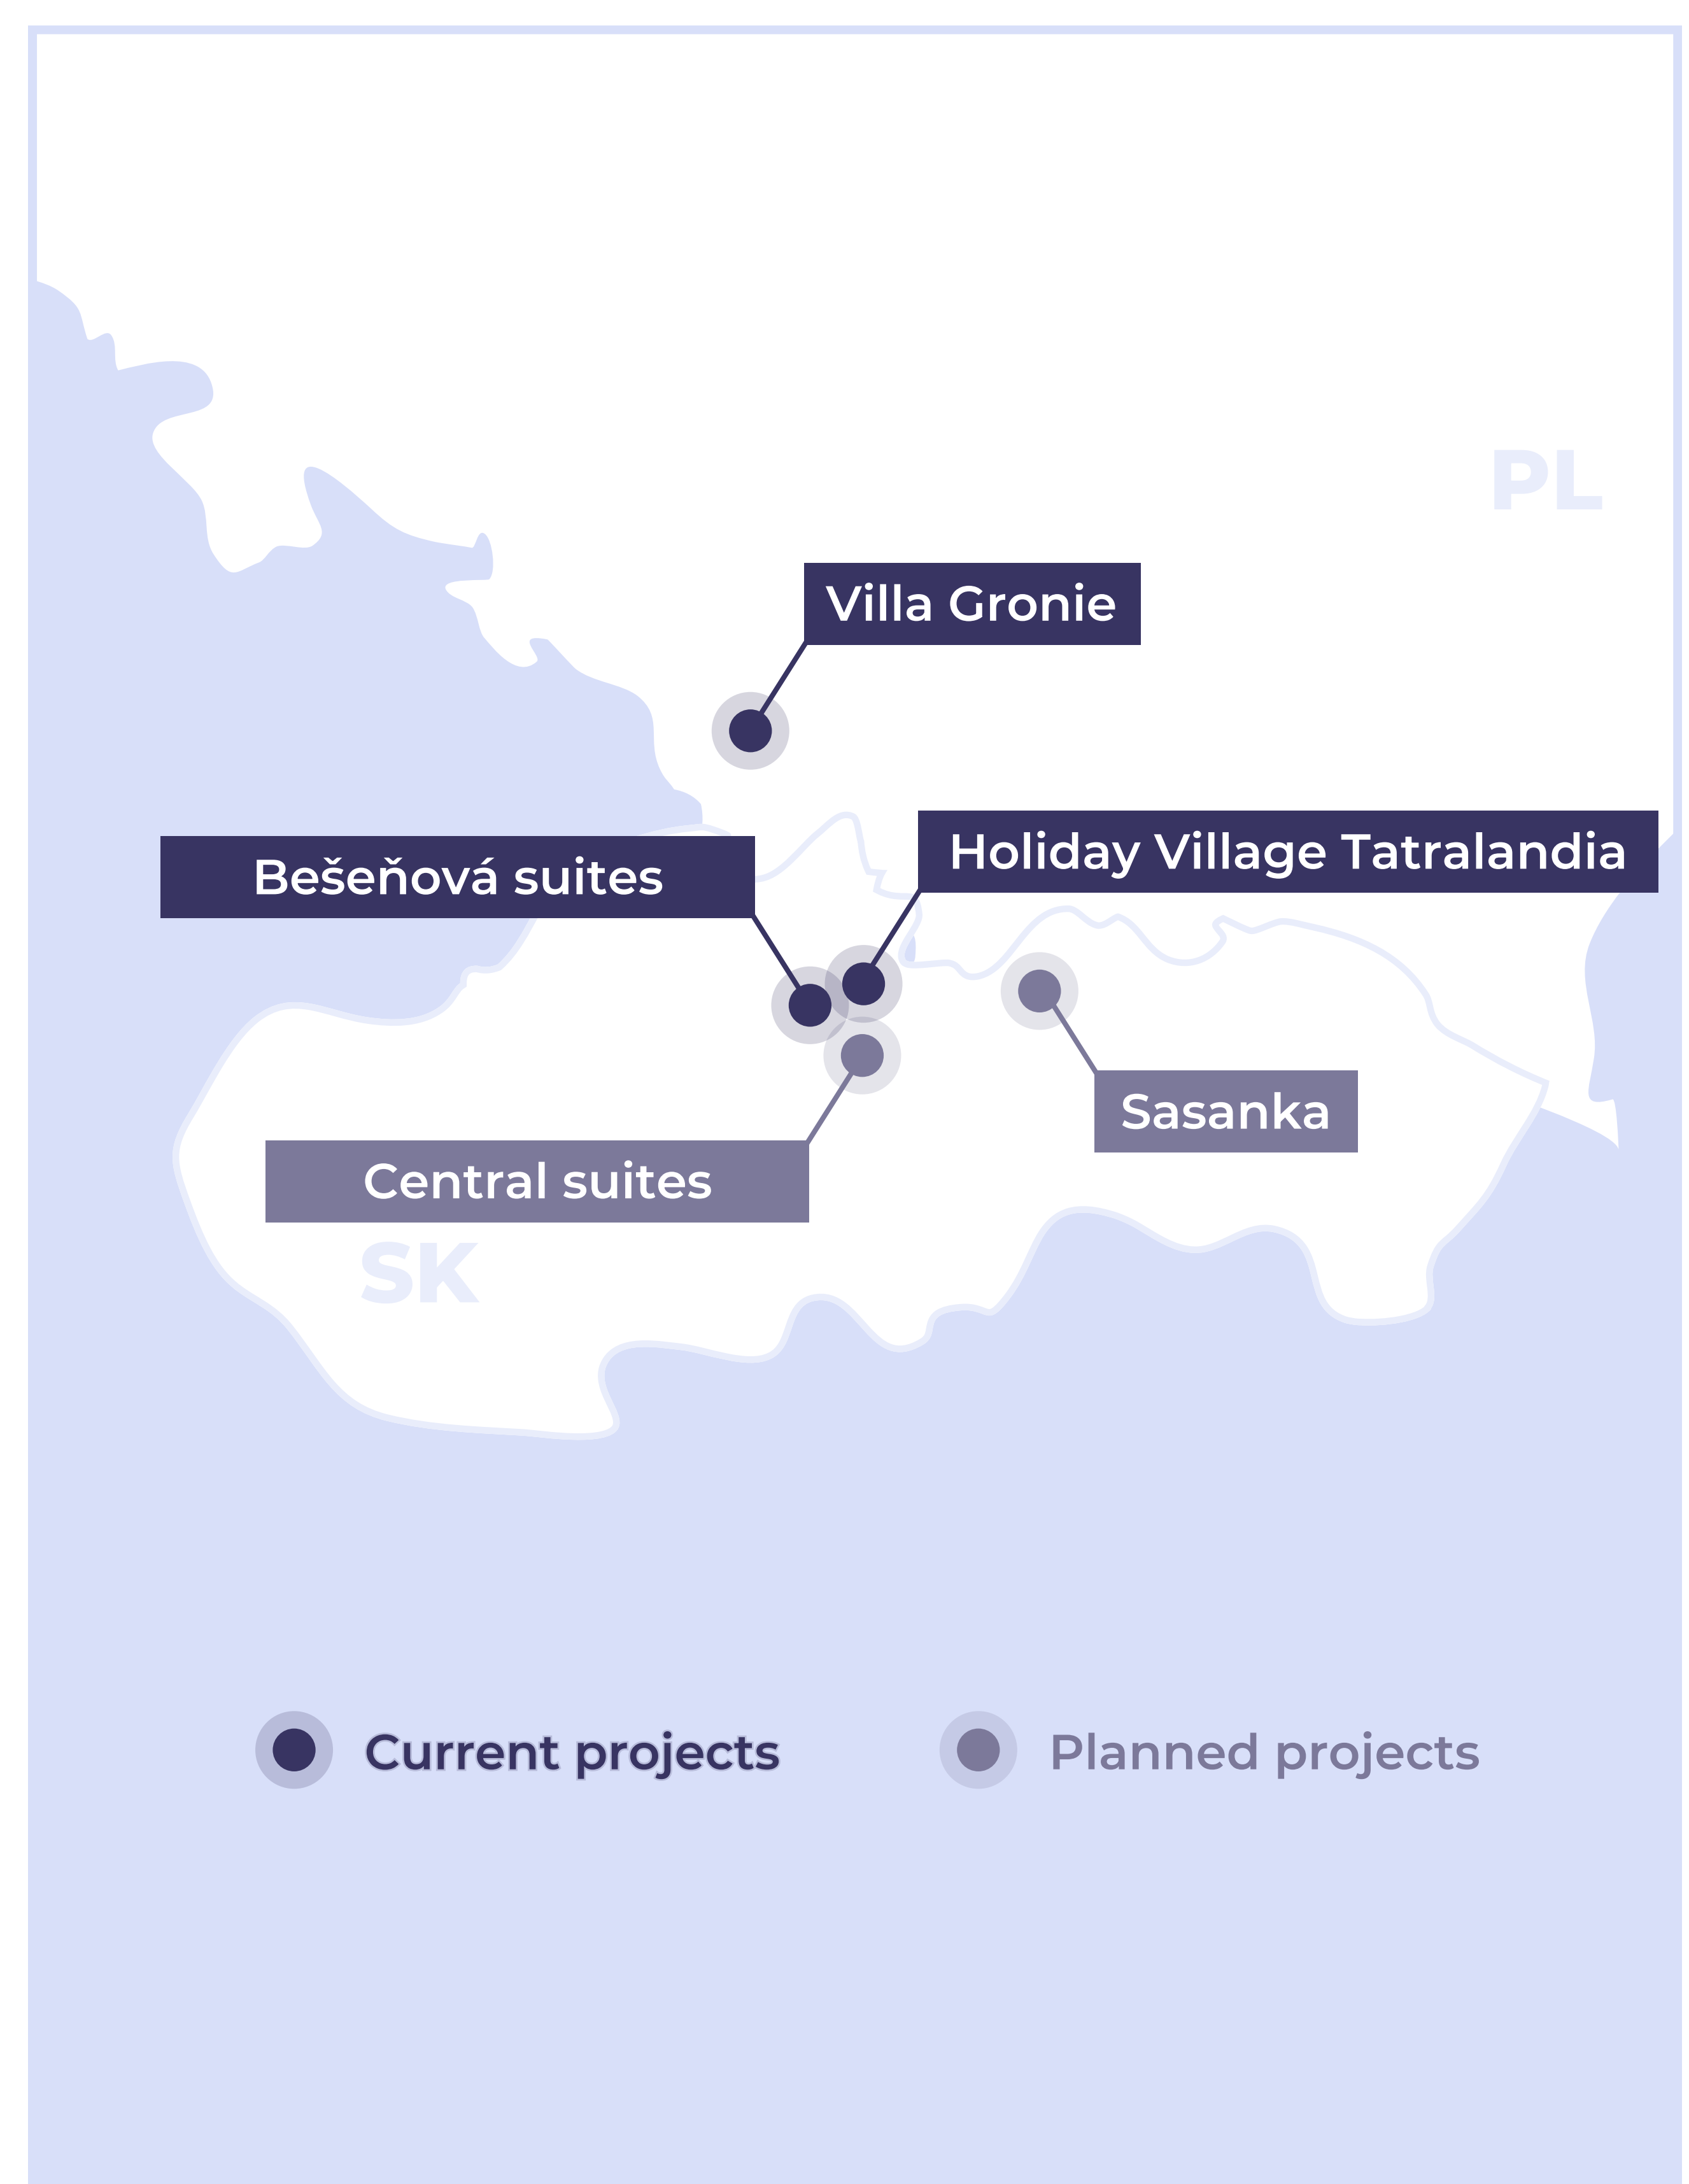 PL
Villa Gronie
Holiday Village Tatralandia
Bešeňová suites
Sasanka
Central suites
SK
Current projects
Planned projects